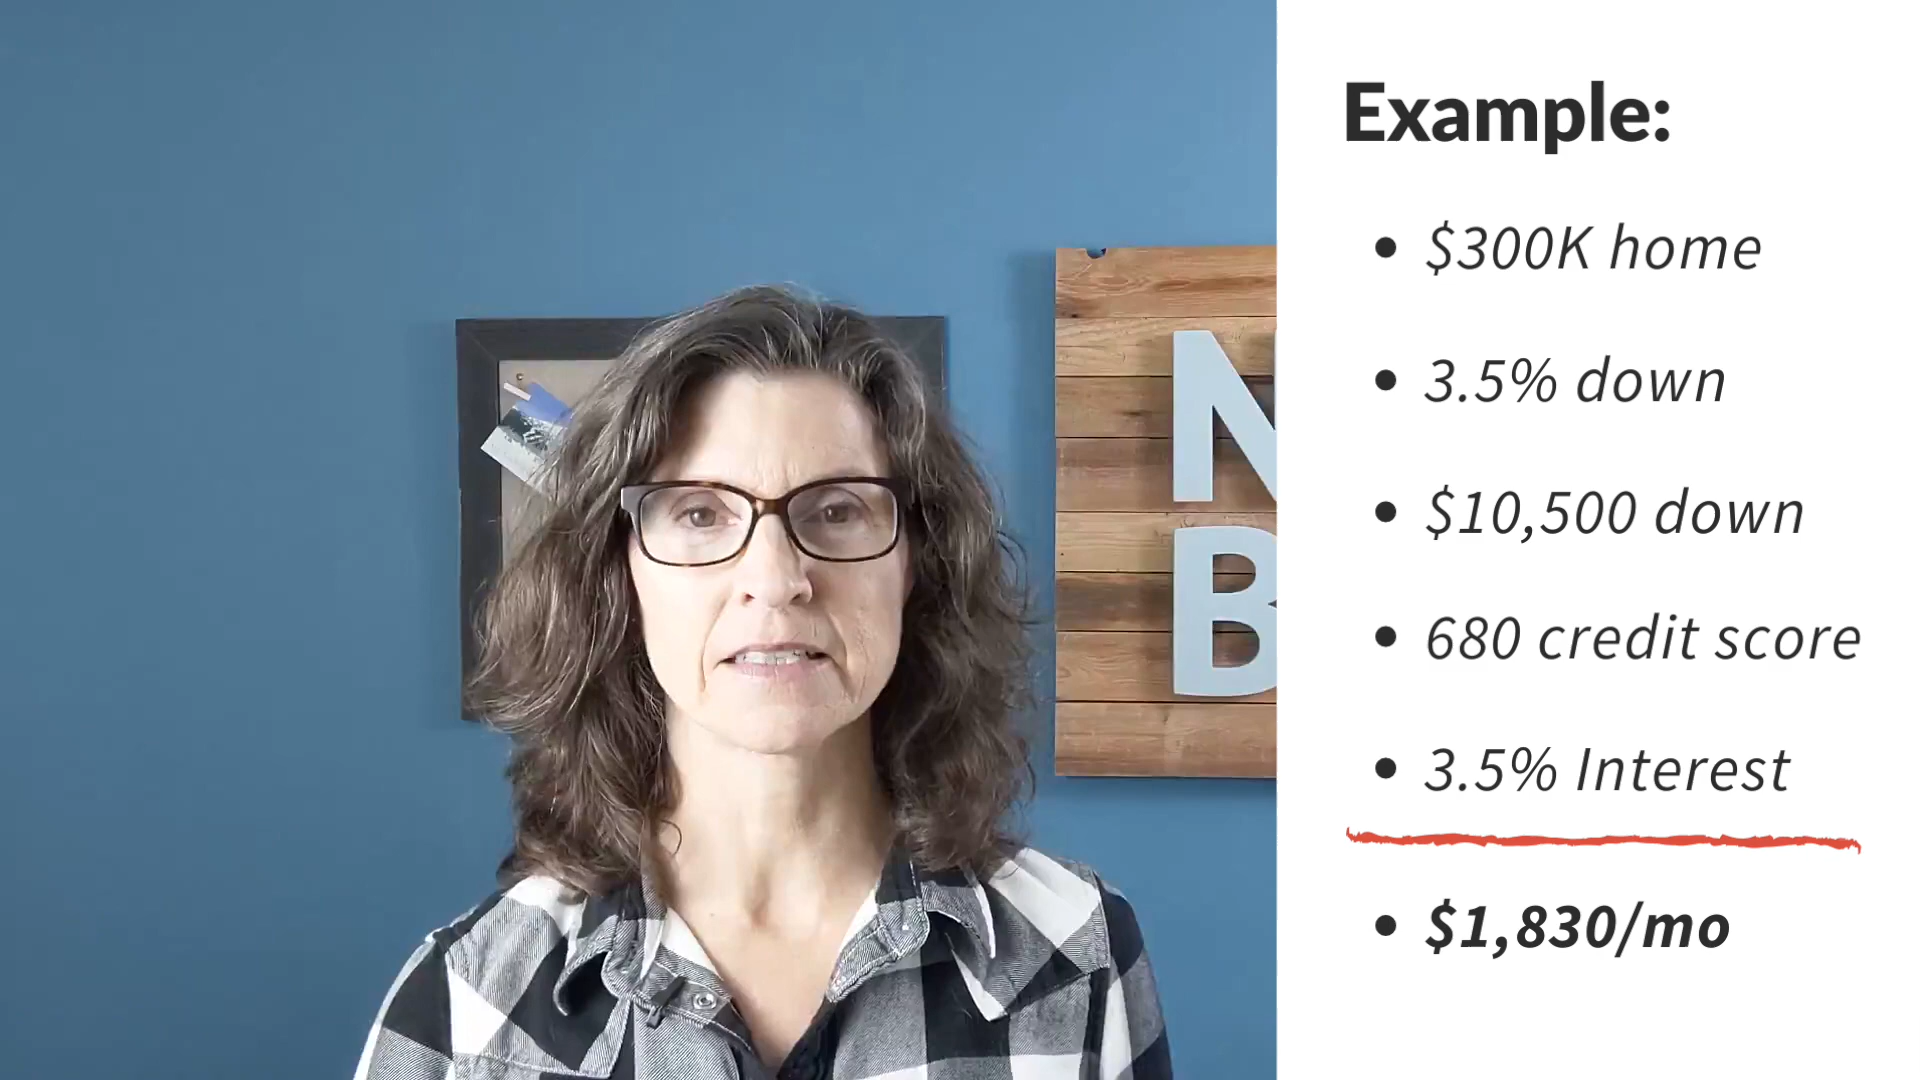 N
B
Example:
• $300K home
• 3.5% down
• $10,500 down
• 680 credit score
• 3.5% Interest
• $1,830/mo